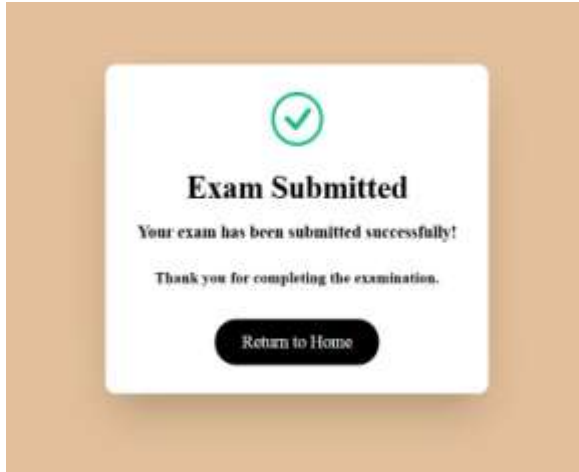 Exam Submitted
Your exam has been submitted successfully!
Thank you for completing the examination.
Return to Home